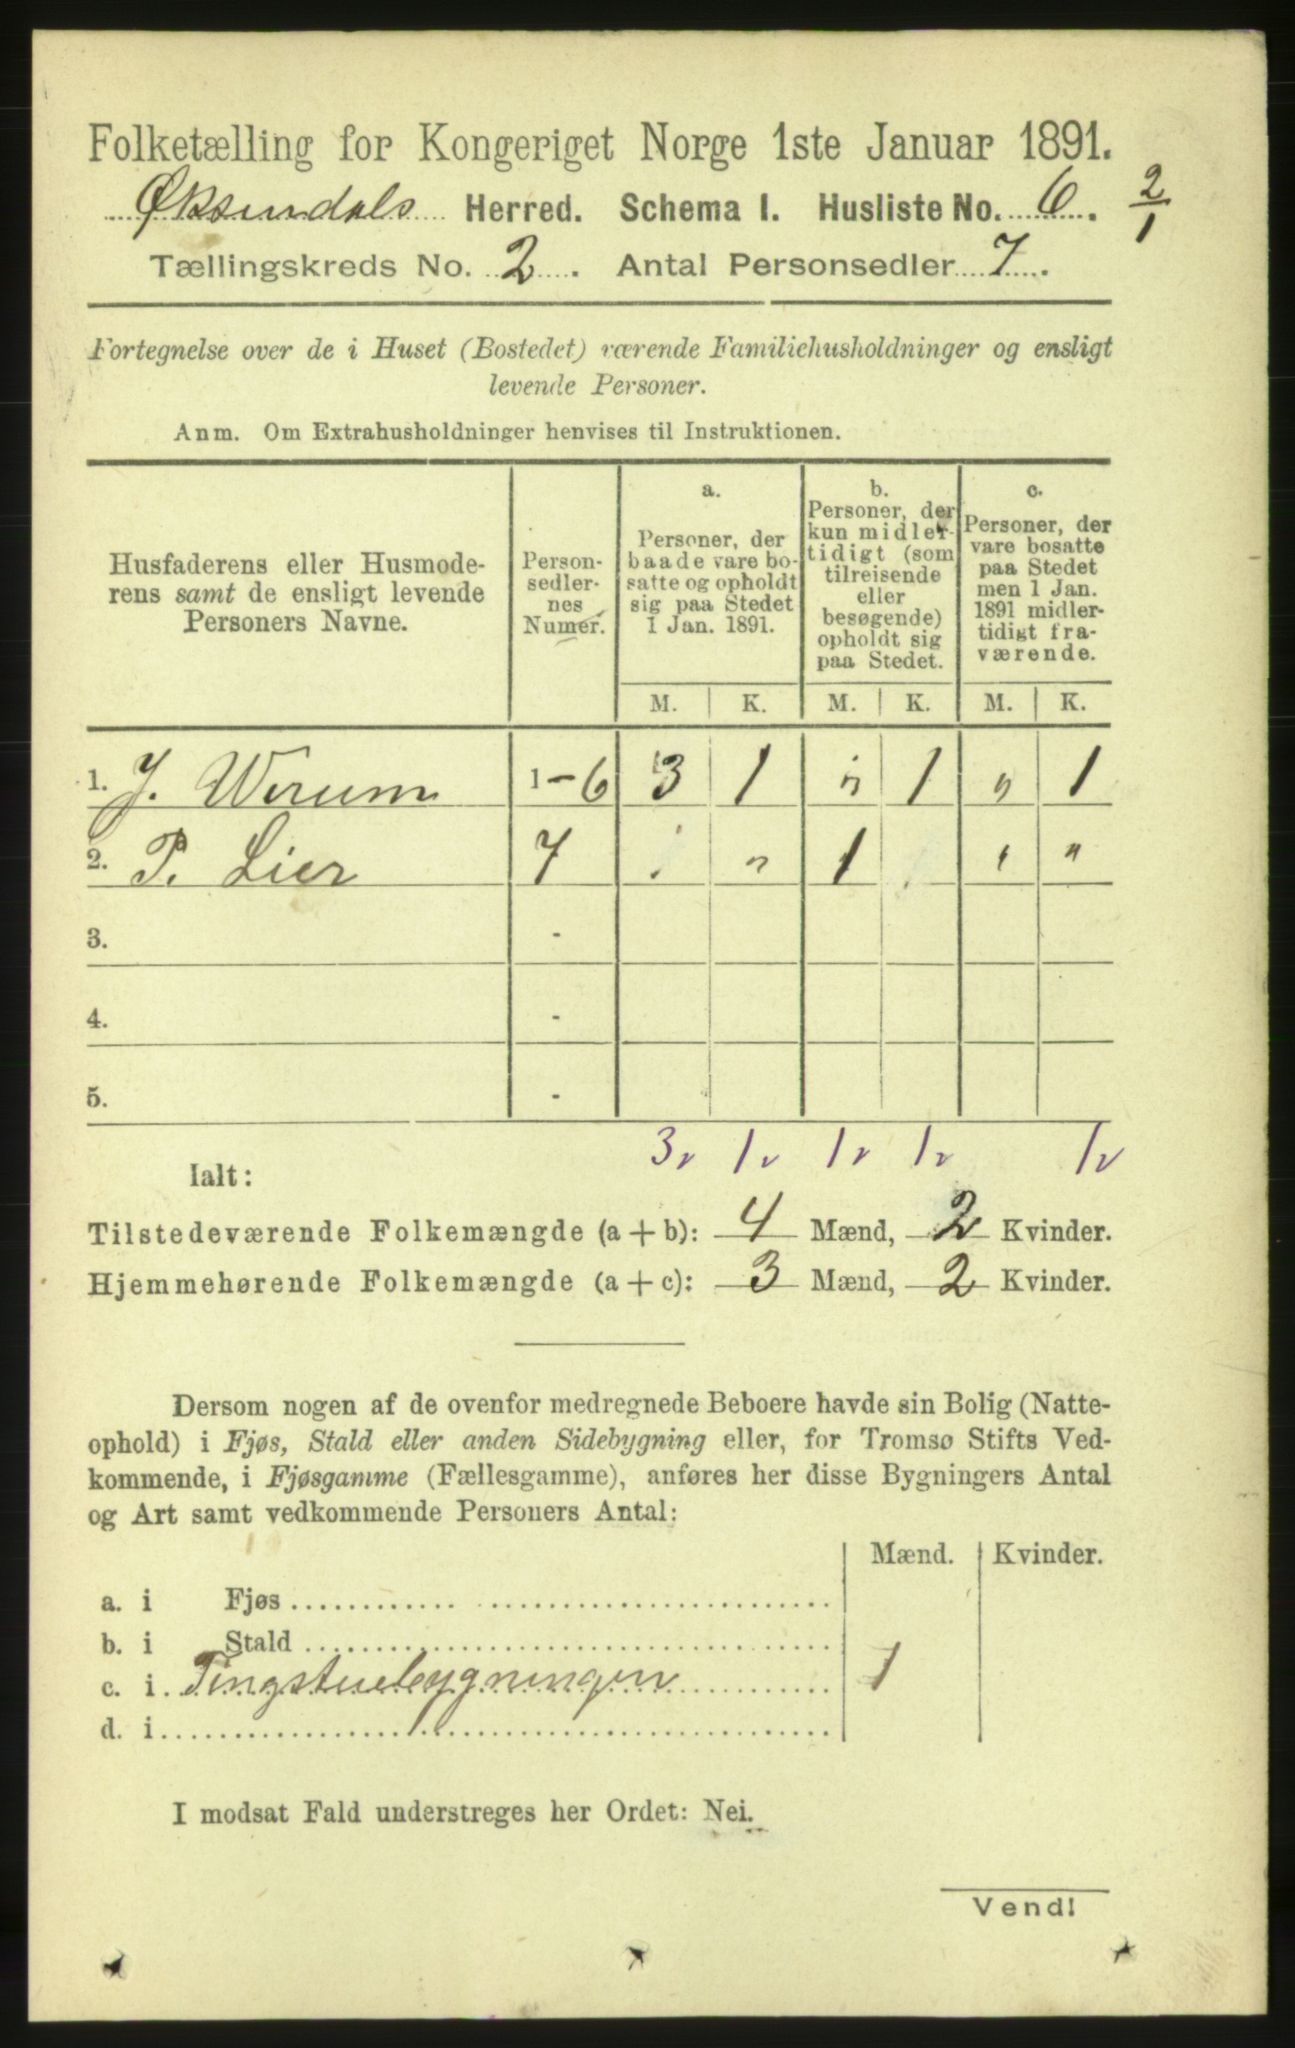 Folketælling for Kongeriget Norge 1ste Januar 1891.
Øksendals Herred. Schema I. Husliste No. 6. 2/1
Tællingskreds No. 2. Antal Personsedler 7.
Fortegnelse over de i Huset (Bostedet) værende Familiehusholdninger og ensligt
levende Personer.
Anm. Om Extrahusholdninger henvises til Instruktionen.
Husfaderens eller Husmode-
rens samt de ensligt levende
Personers Navne.
Person-
sedler-
nes
Numer.
a.
Personer, der
baade vare bo-
satte og opholdt
sig paa Stedet
1 Jan. 1891.
b.
Personer, der
kun midler-
tidigt (som
tilreisende
eller
besøgende)
opholdt sig
paa Stedet.
c.
Personer, der
vare bosatte
paa Stedet
men 1 Jan.
1891 midler-
tidigt fra-
værende.
M. K. M. K. M. K.
1. J. Werum 1-6 3 1 " 1 " 1
2. P. Lier 7 " " 1 " "
3. -
4. -
5. -
3v 1v 1v 1v 1v
Ialt:
Tilstedeværende Folkemængde (a + b): 4 Mænd, 2 Kvinder.
Hjemmehørende Folkemængde (a + c): 3 Mænd, 2 Kvinder.
Dersom nogen af de ovenfor medregnede Beboere havde sin Bolig (Natte-
ophold) i Fjøs, Stald eller anden Sidebygning eller, for Tromsø Stifts Ved-
kommende, i Fjøsgamme (Fællesgamme), anføres her disse Bygningers Antal
og Art samt vedkommende Personers Antal:
Mænd. Kvinder.
a. i Fjøs
b. i Stald
c. i Tingstuebygningen 1
d. i
I modsat Fald understreges her Ordet: Nei.
Vend!